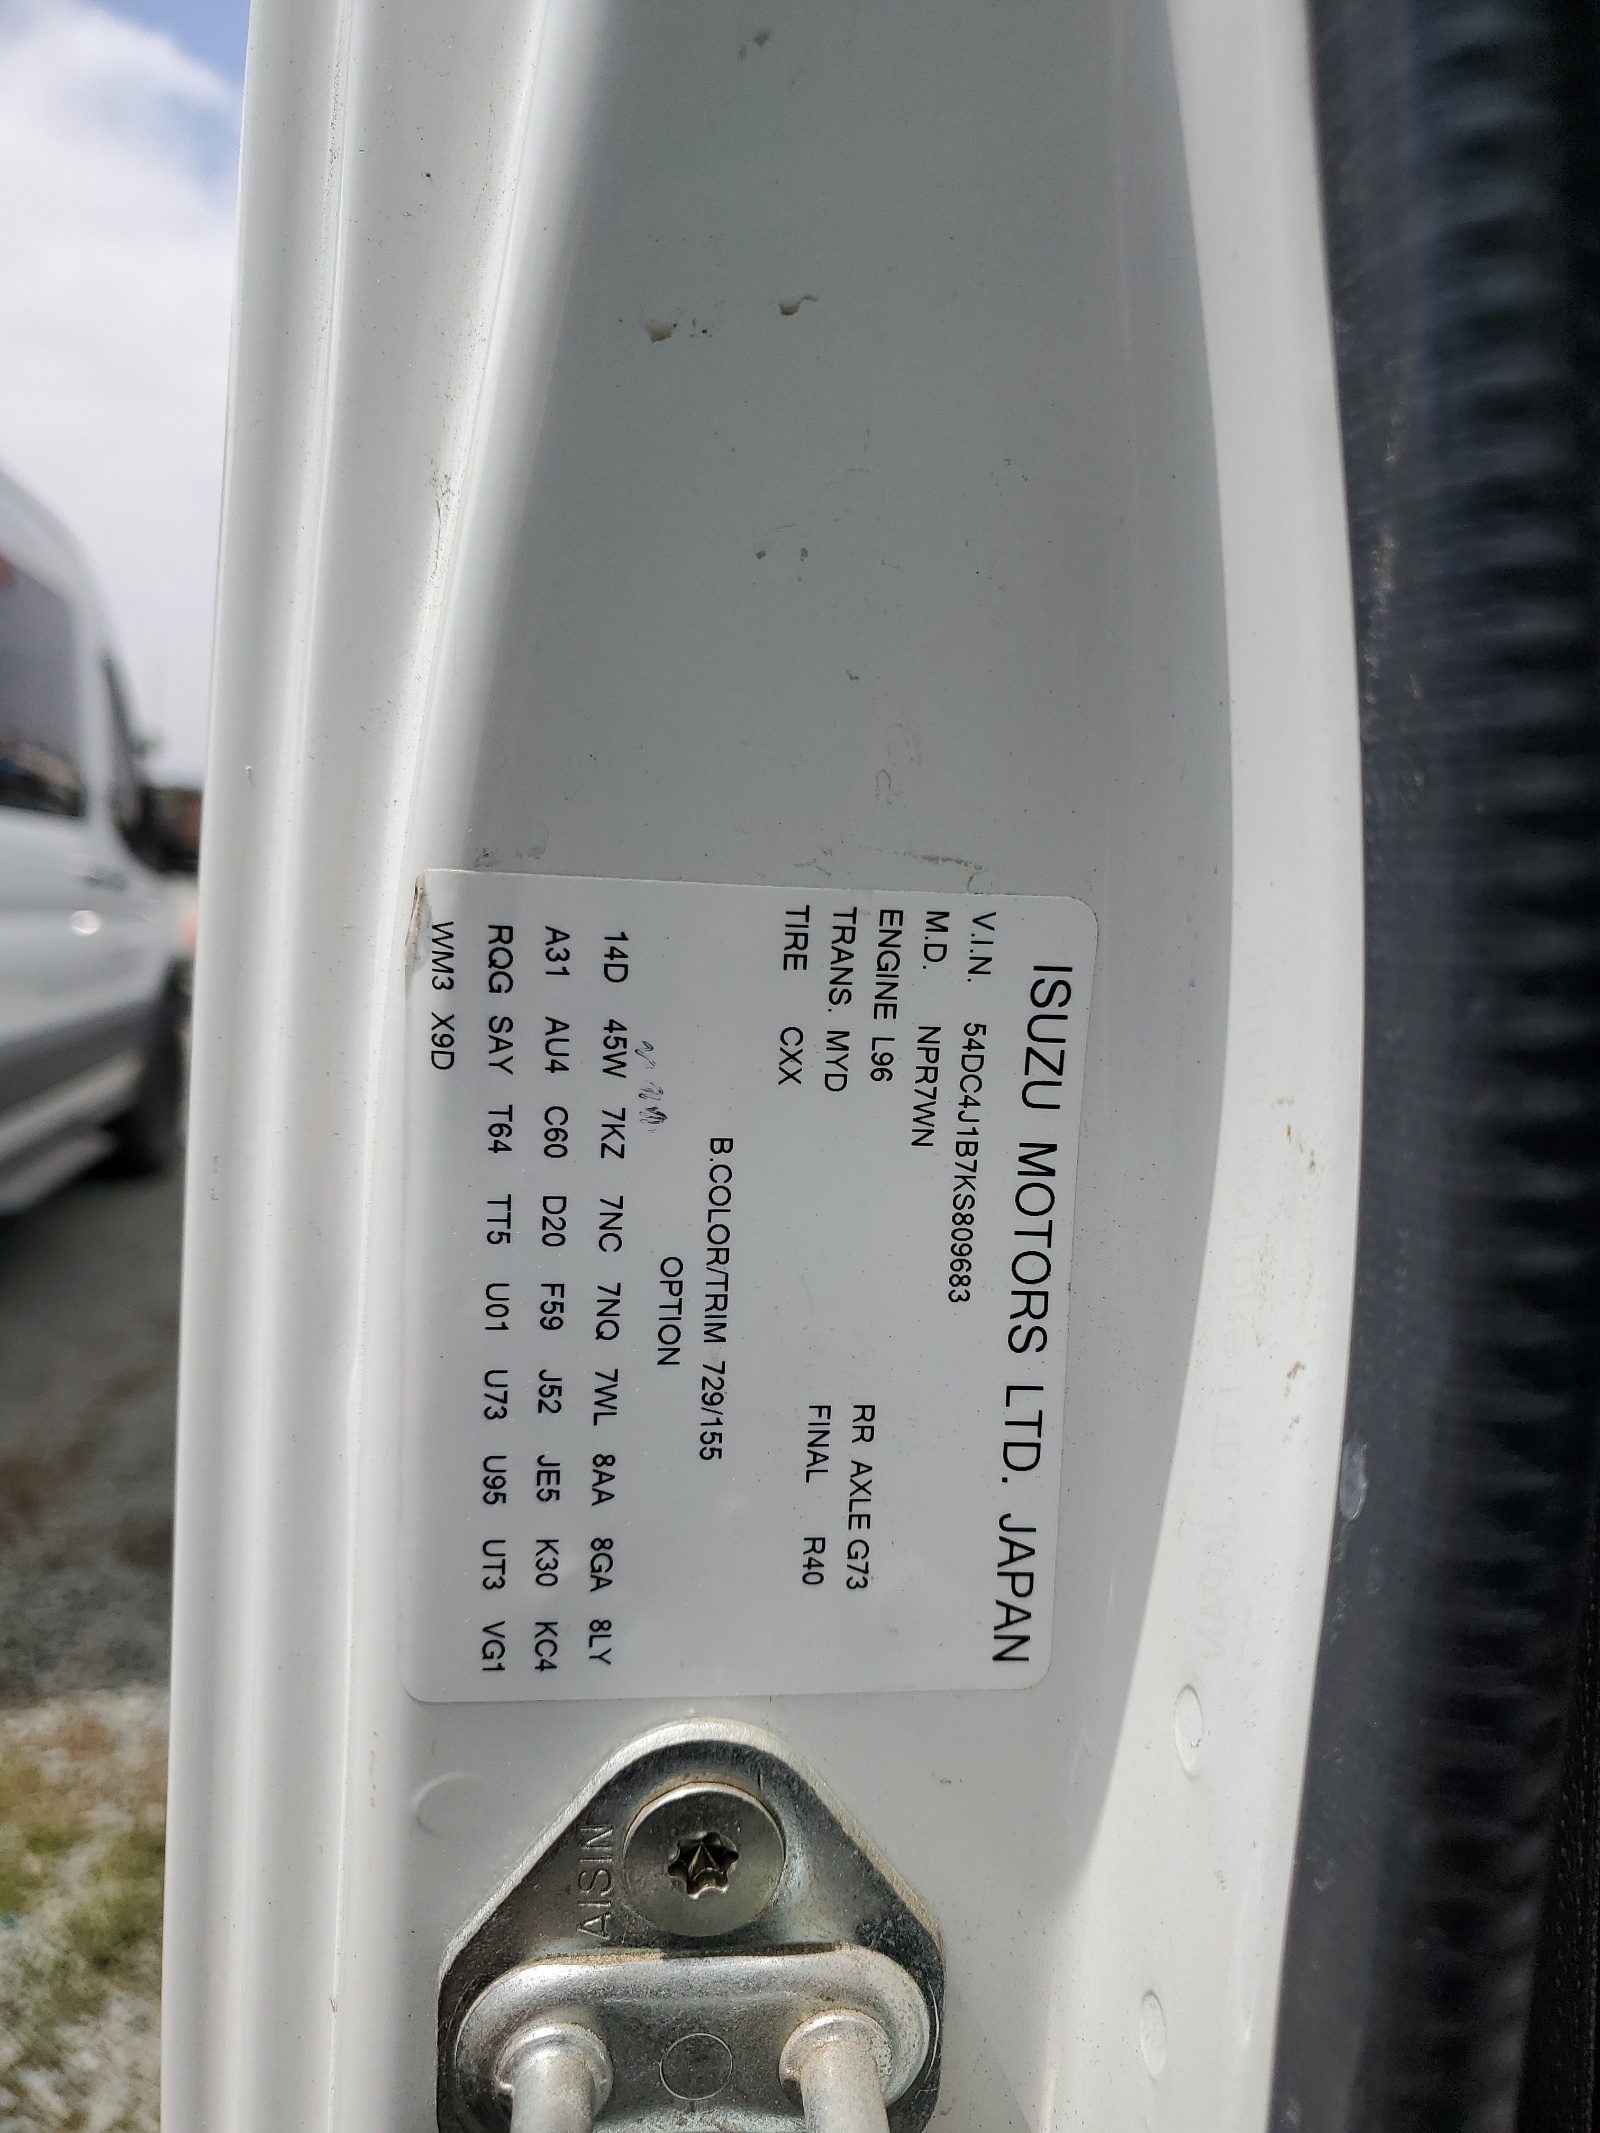 ISUZU MOTORS LTD. JAPAN
V.I.N. 54DC4J1B7KS809683
M.D. NPR7WN
ENGINE L96 RR AXLE G73
TRANS. MYD FINAL R40
TIRE CXX
B.COLOR/TRIM 729/155
OPTION
14D 45W 7KZ 7NC 7NQ 7WL 8AA 8GA 8LY
A31 AU4 C60 D20 F59 J52 JE5 K30 KC4
RQG SAY T64 TT5 U01 U73 U95 UT3 VG1
WM3 X9D
AISIN